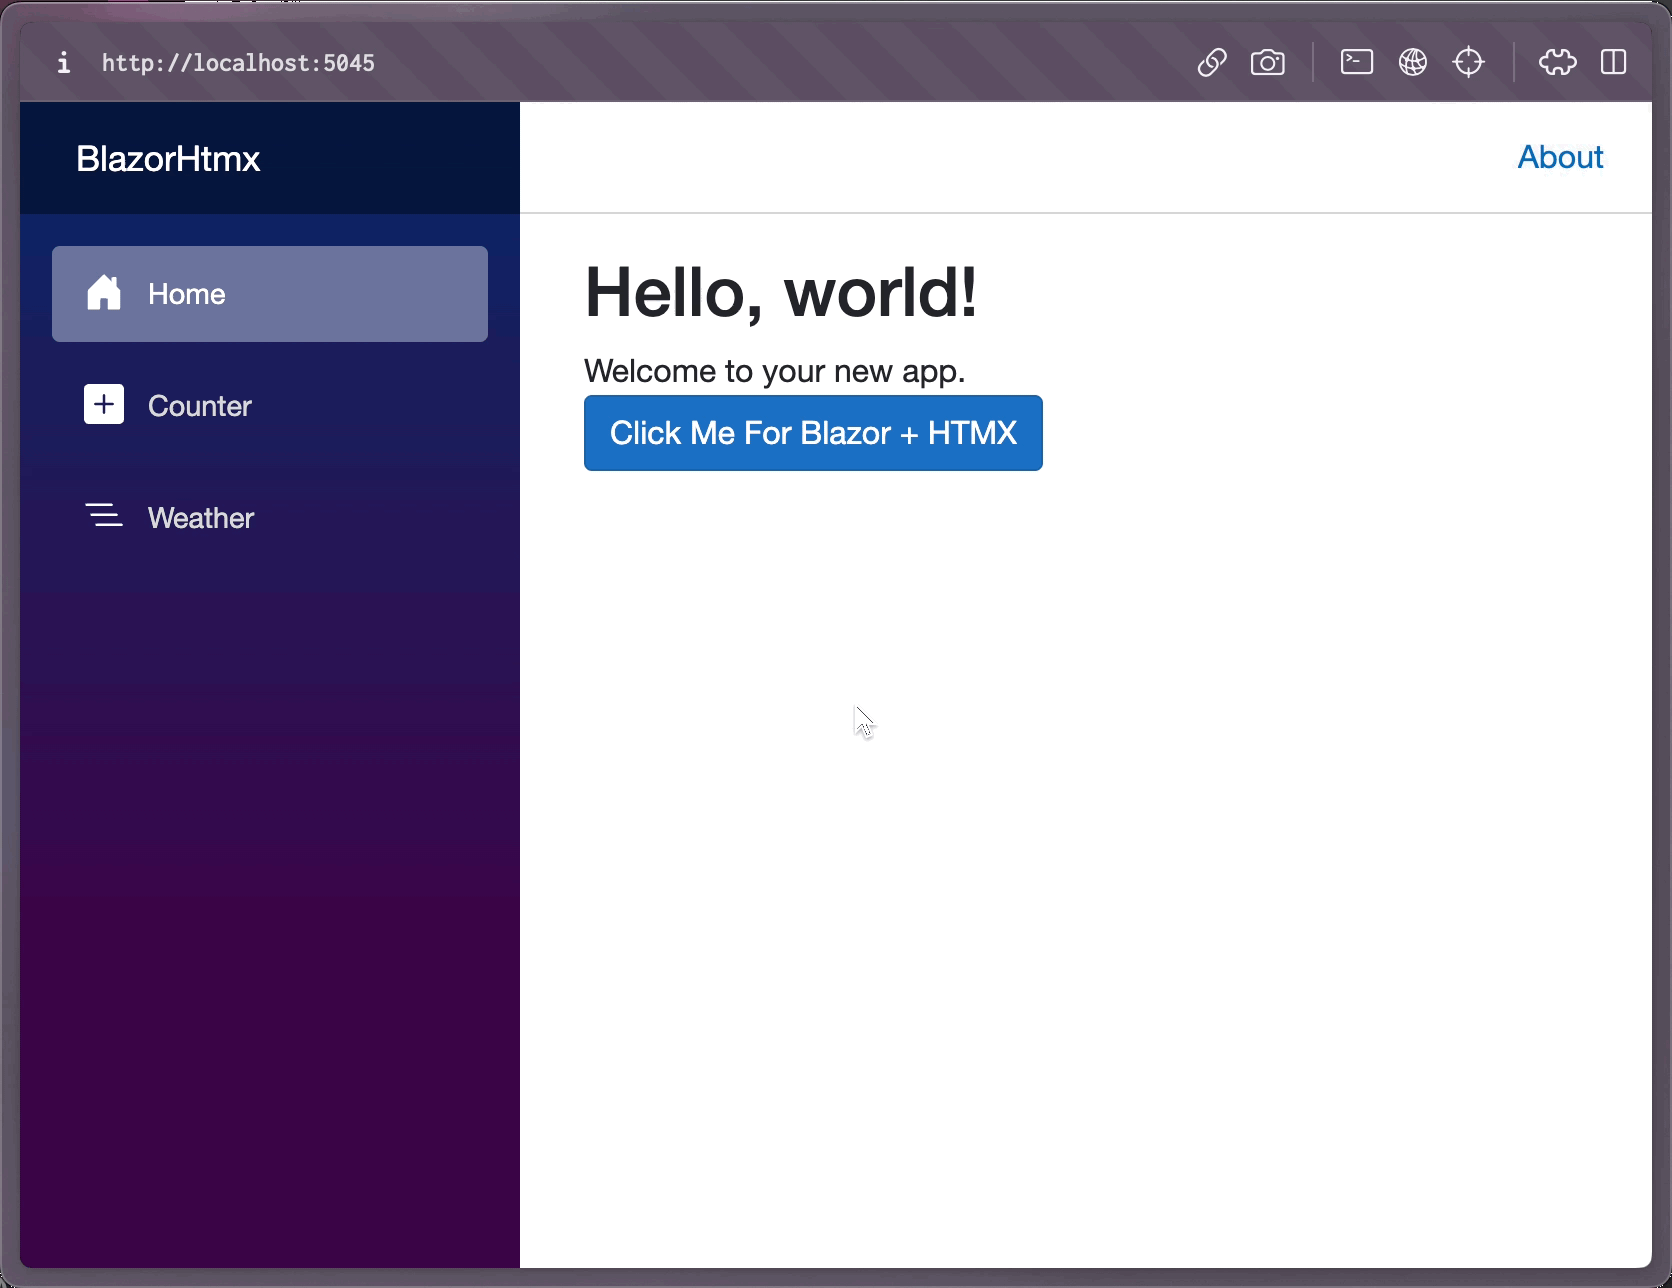 http://localhost:5045
BlazorHtmx
About
Home
Counter
Weather
Hello, world!
Welcome to your new app.
Click Me For Blazor + HTMX